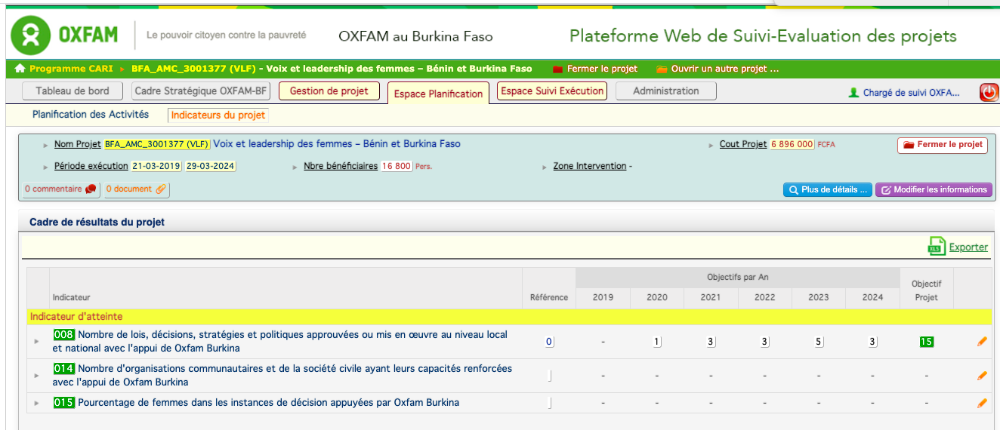 OXFAM Le pouvoir citoyen contre la pauvreté OXFAM au Burkina Faso Plateforme Web de Suivi-Evaluation des projets
Programme CARI BFA_AMC_3001377 (VLF) - Voix et leadership des femmes – Bénin et Burkina Faso Fermer le projet Ouvrir un autre projet ...
Tableau de bord Cadre Stratégique OXFAM-BF Gestion de projet Espace Planification Espace Suivi Exécution Administration Chargé de suivi OXFA...
Planification des Activités Indicateurs du projet
Nom Projet BFA_AMC_3001377 (VLF) Voix et leadership des femmes – Bénin et Burkina Faso Cout Projet 6 896 000 FCFA Fermer le projet
Période exécution 21-03-2019 29-03-2024 Nbre bénéficiaires 16 800 Pers. Zone Intervention -
0 commentaire 0 document Plus de détails ... Modifier les informations
Cadre de résultats du projet
XLS Exporter
Objectifs par An
Indicateur Référence 2019 2020 2021 2022 2023 2024 Objectif Projet
Indicateur d'atteinte
008 Nombre de lois, décisions, stratégies et politiques approuvées ou mis en œuvre au niveau local
et national avec l'appui de Oxfam Burkina 0 - 1 3 3 5 3 15
014 Nombre d'organisations communautaires et de la société civile ayant leurs capacités renforcées
avec l'appui de Oxfam Burkina - - - - - - -
015 Pourcentage de femmes dans les instances de décision appuyées par Oxfam Burkina - - - - - - -